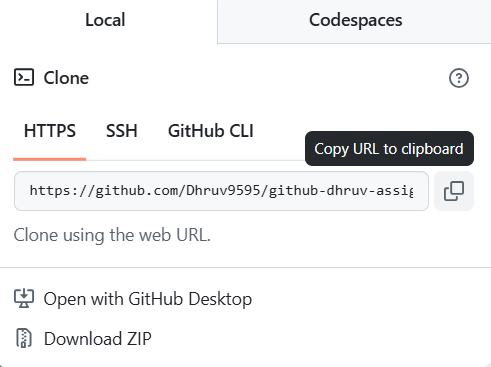 Local Codespaces
Clone
HTTPS SSH GitHub CLI
Copy URL to clipboard
https://github.com/Dhruv9595/github-dhruv-assig
Clone using the web URL.
Open with GitHub Desktop
Download ZIP